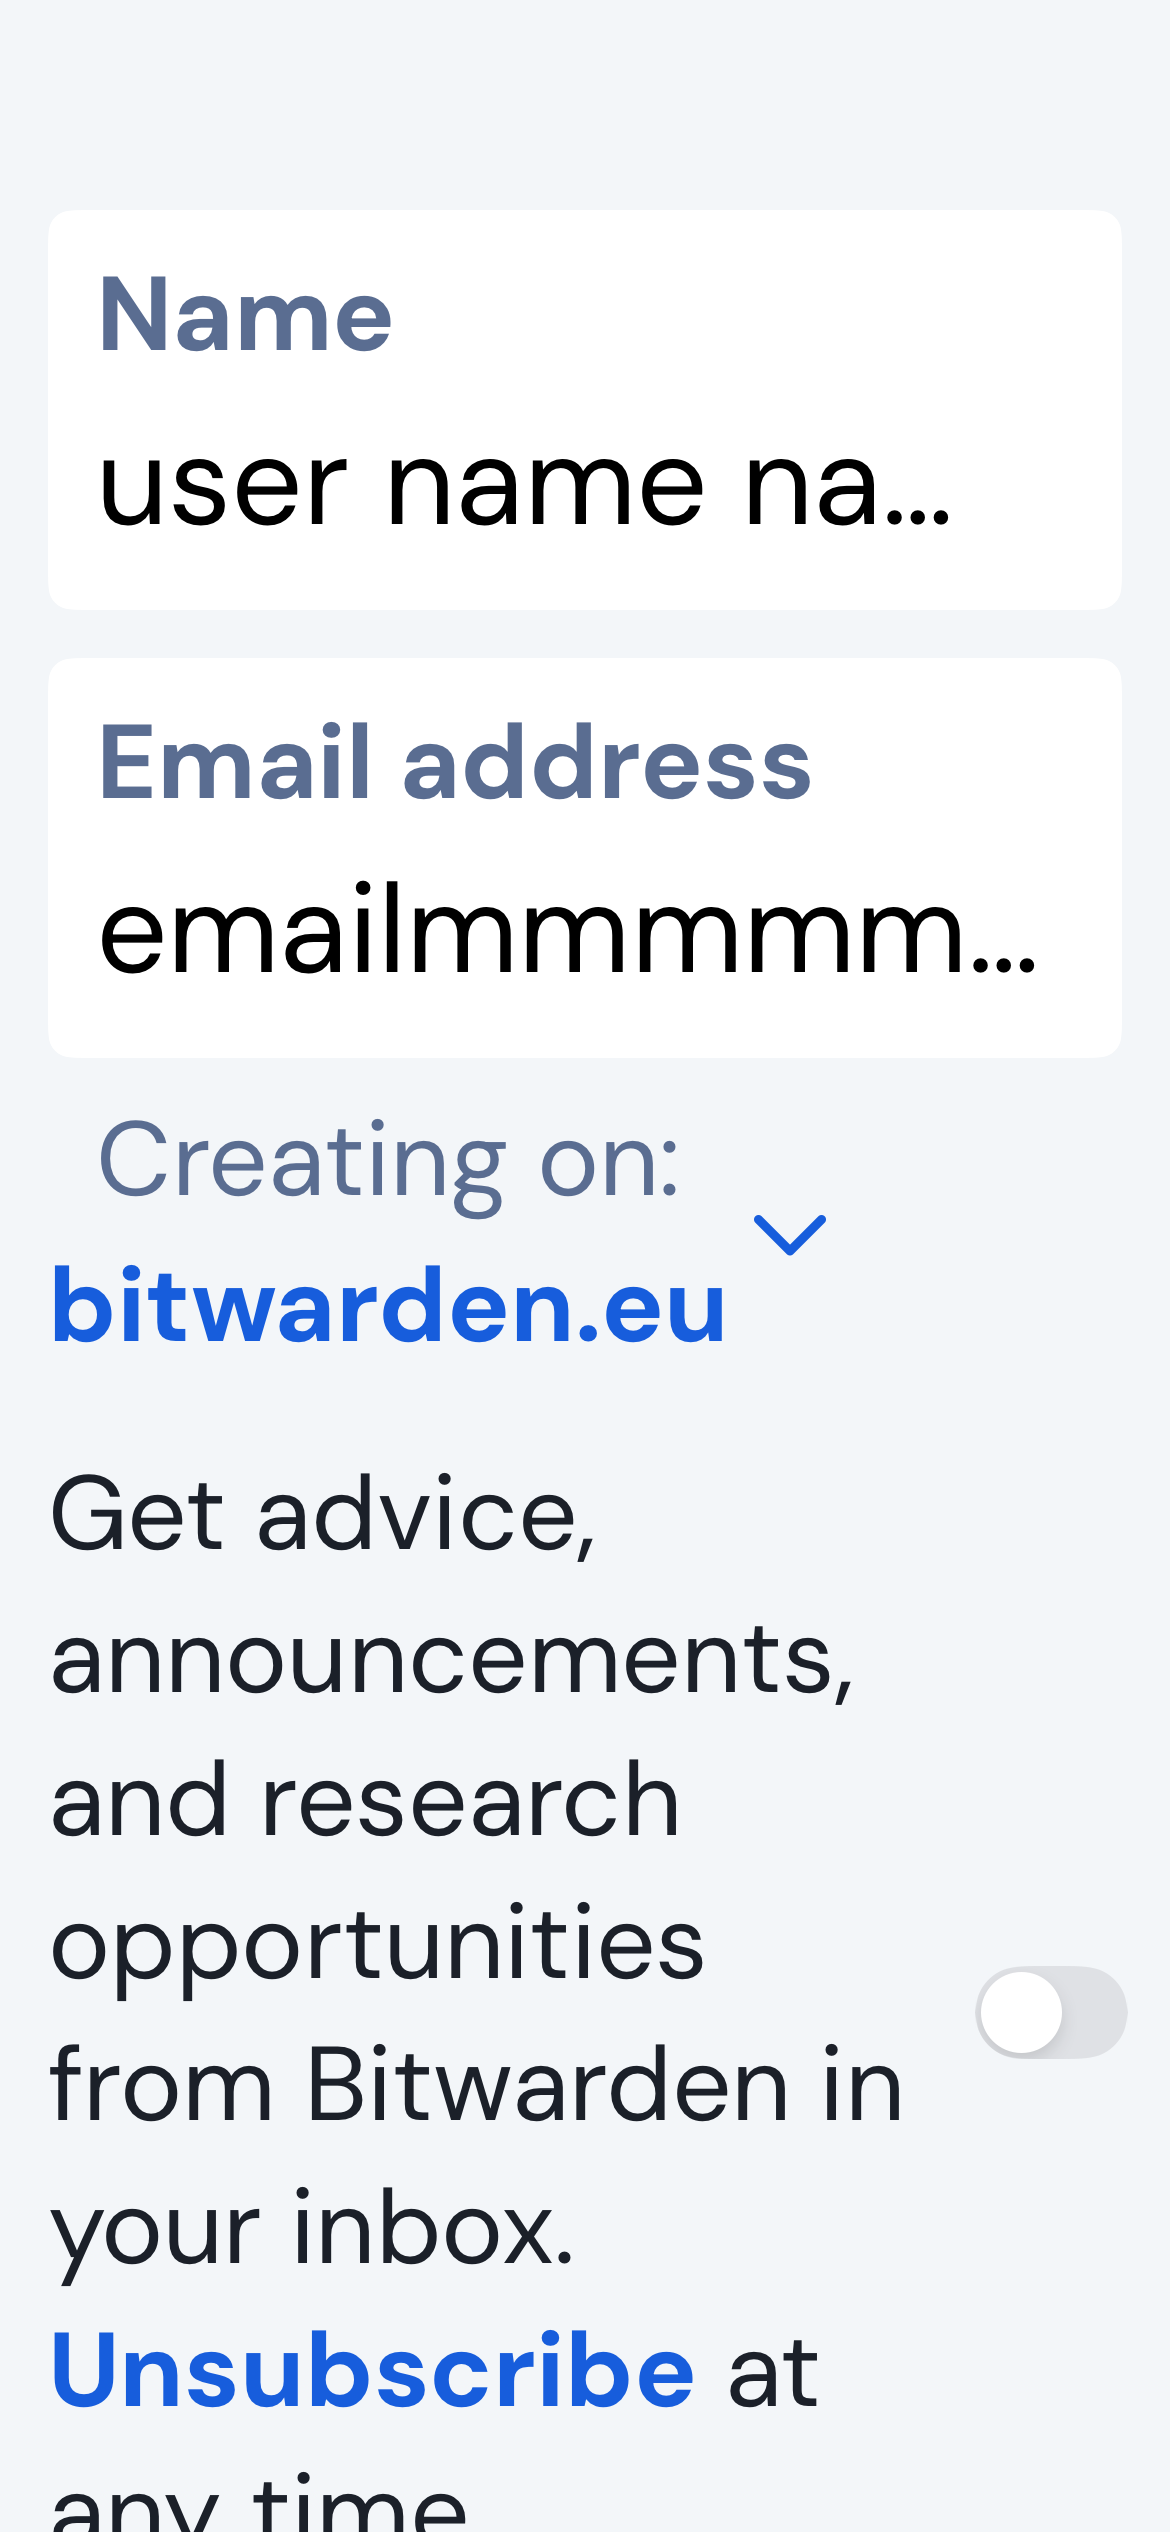 Name
user name na...
Email address
emailmmmmm...
Creating on:
bitwarden.eu
Get advice,
announcements,
and research
opportunities
from Bitwarden in
your inbox.
Unsubscribe at
any time